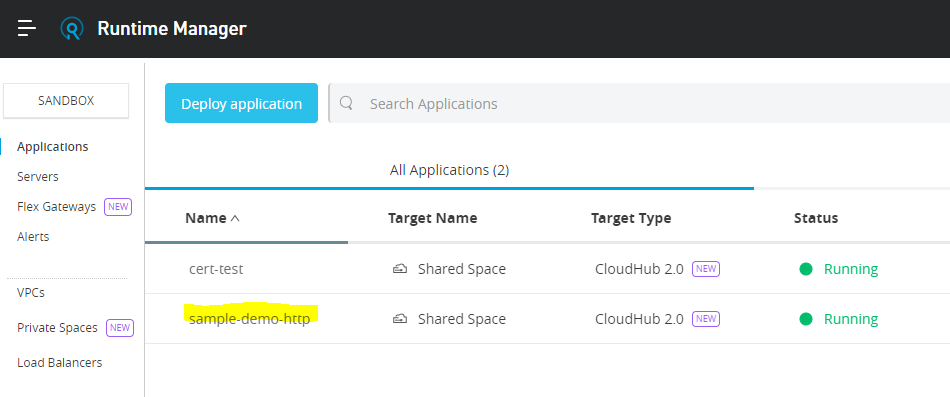 Runtime Manager
SANDBOX
Applications
Servers
Flex Gateways NEW
Alerts
VPCs
Private Spaces NEW
Load Balancers
Deploy application
Search Applications
All Applications (2)
Name Target Name Target Type Status
cert-test Shared Space CloudHub 2.0 NEW Running
sample-demo-http Shared Space CloudHub 2.0 NEW Running